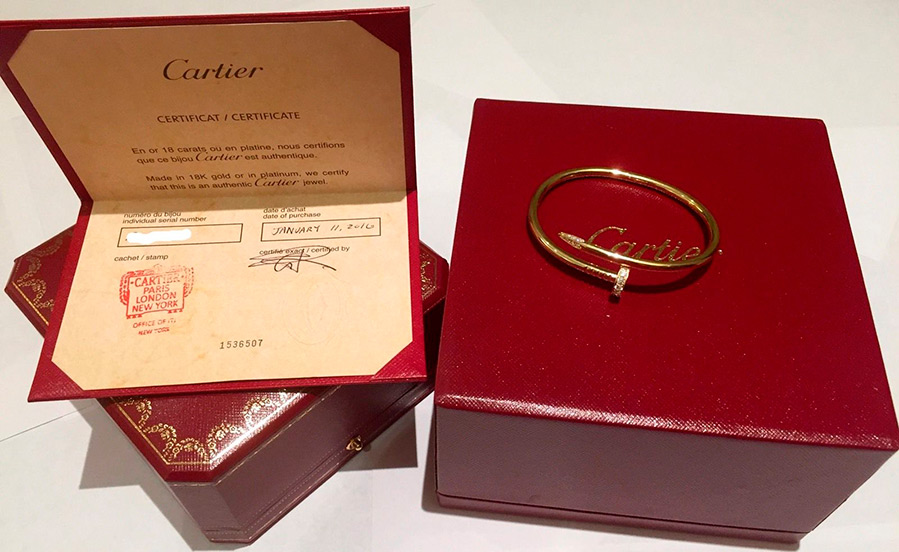 Cartier
CERTIFICAT / CERTIFICATE
En or 18 carats ou en platine, nous certifions
que ce bijou Cartier est authentique.
Made in 18K gold or in platinum, we certify
that this is an authentic Cartier jewel.
numéro du bijou
individual serial number
date d'achat
date of purchase
JANUARY 11, 2016
cachet / stamp
certifié exact / certified by
CARTIER
PARIS
LONDON
NEW YORK
OFFICE OF
NEW YORK
1536507
Cartier